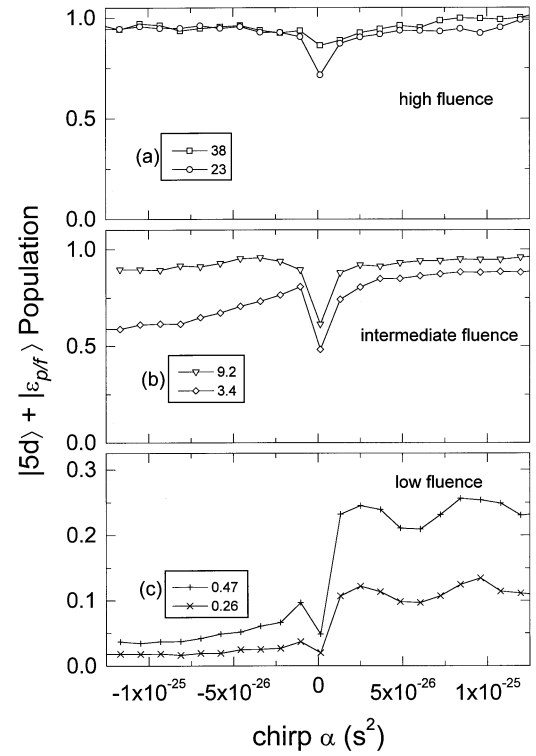 |5d⟩ + |ε_{p/f}⟩ Population
1.0
0.5
0.0
high fluence
(a)
38
23
1.0
0.5
0.0
intermediate fluence
(b)
9.2
3.4
0.3
0.2
0.1
0.0
low fluence
(c)
0.47
0.26
-1x10⁻²⁵
-5x10⁻²⁶
0
5x10⁻²⁶
1x10⁻²⁵
chirp α (s²)